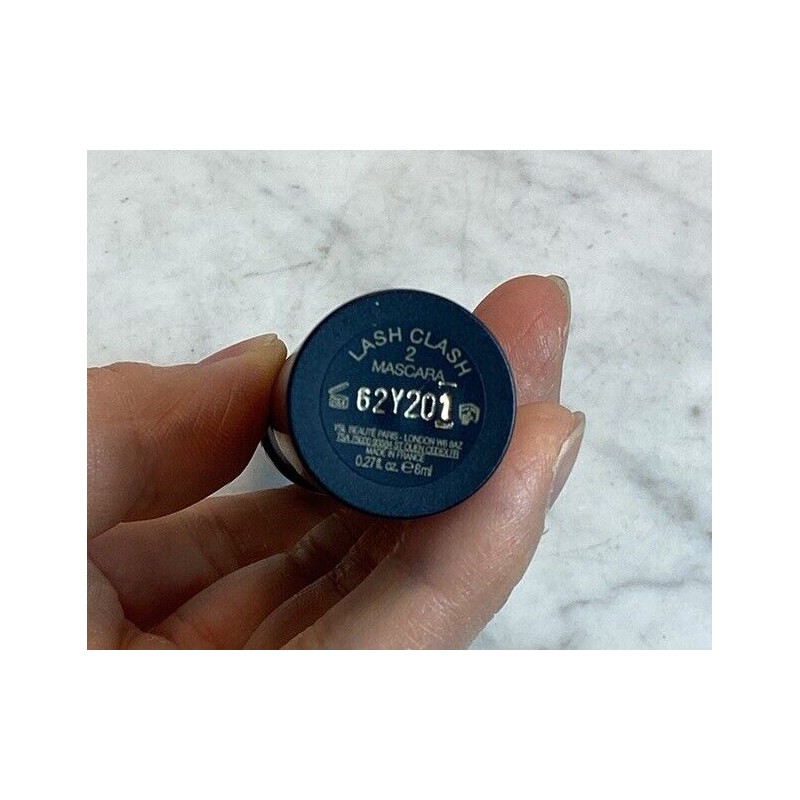 LASH CLASH
2
MASCARA
62Y201
YSL BEAUTÉ PARIS - LONDON W6 8AZ
MADE IN FRANCE
0.27fl. oz. ℮ 8ml